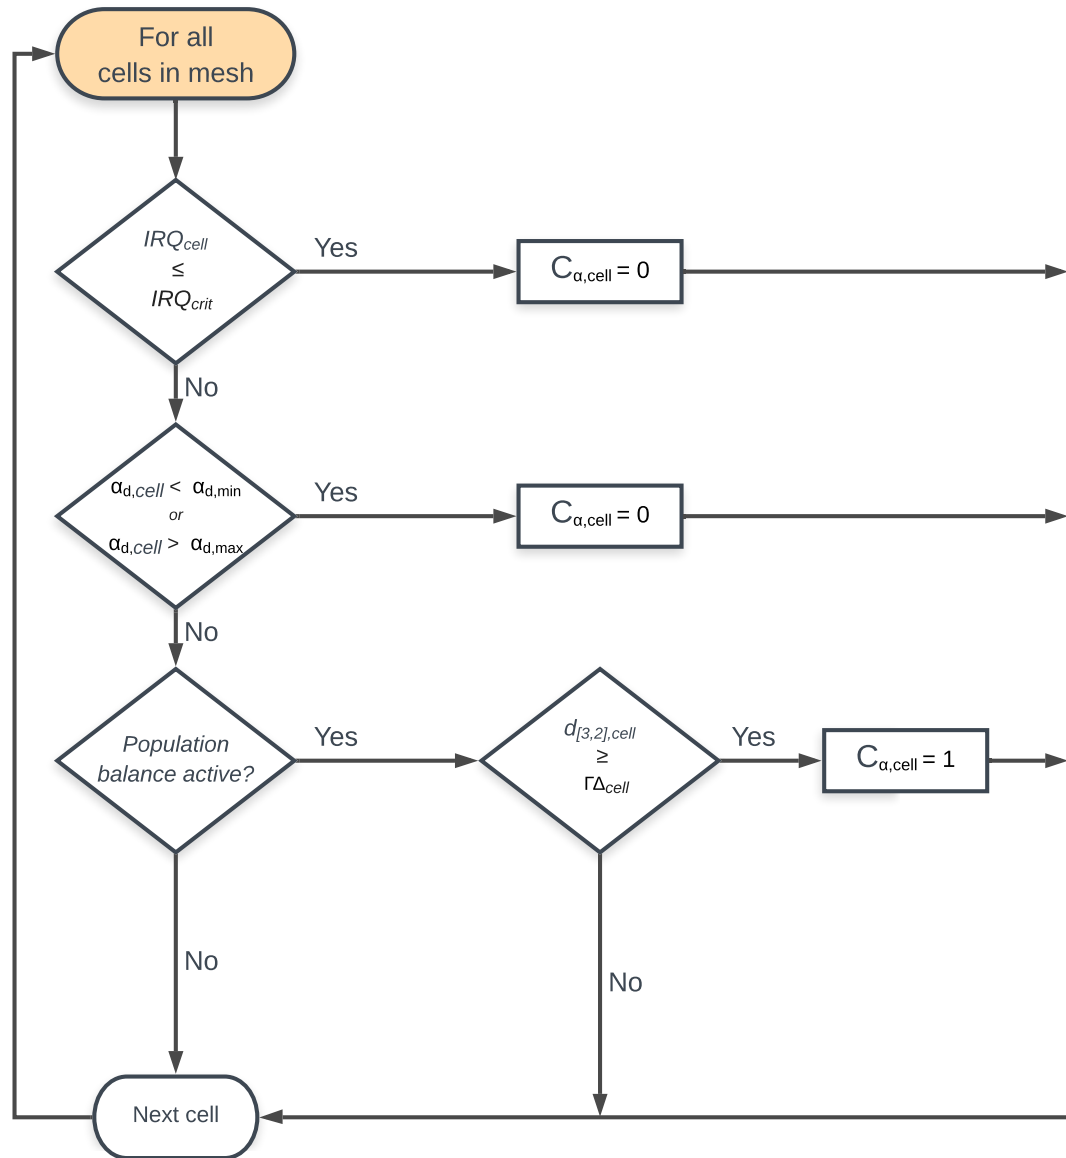 For all
cells in mesh
IRQcell
≤
IRQcrit
Yes
Cα,cell = 0
No
αd,cell < αd,min
or
αd,cell > αd,max
Yes
Cα,cell = 0
No
Population
balance active?
Yes
d[3,2],cell
≥
ΓΔcell
Yes
Cα,cell = 1
No
No
Next cell